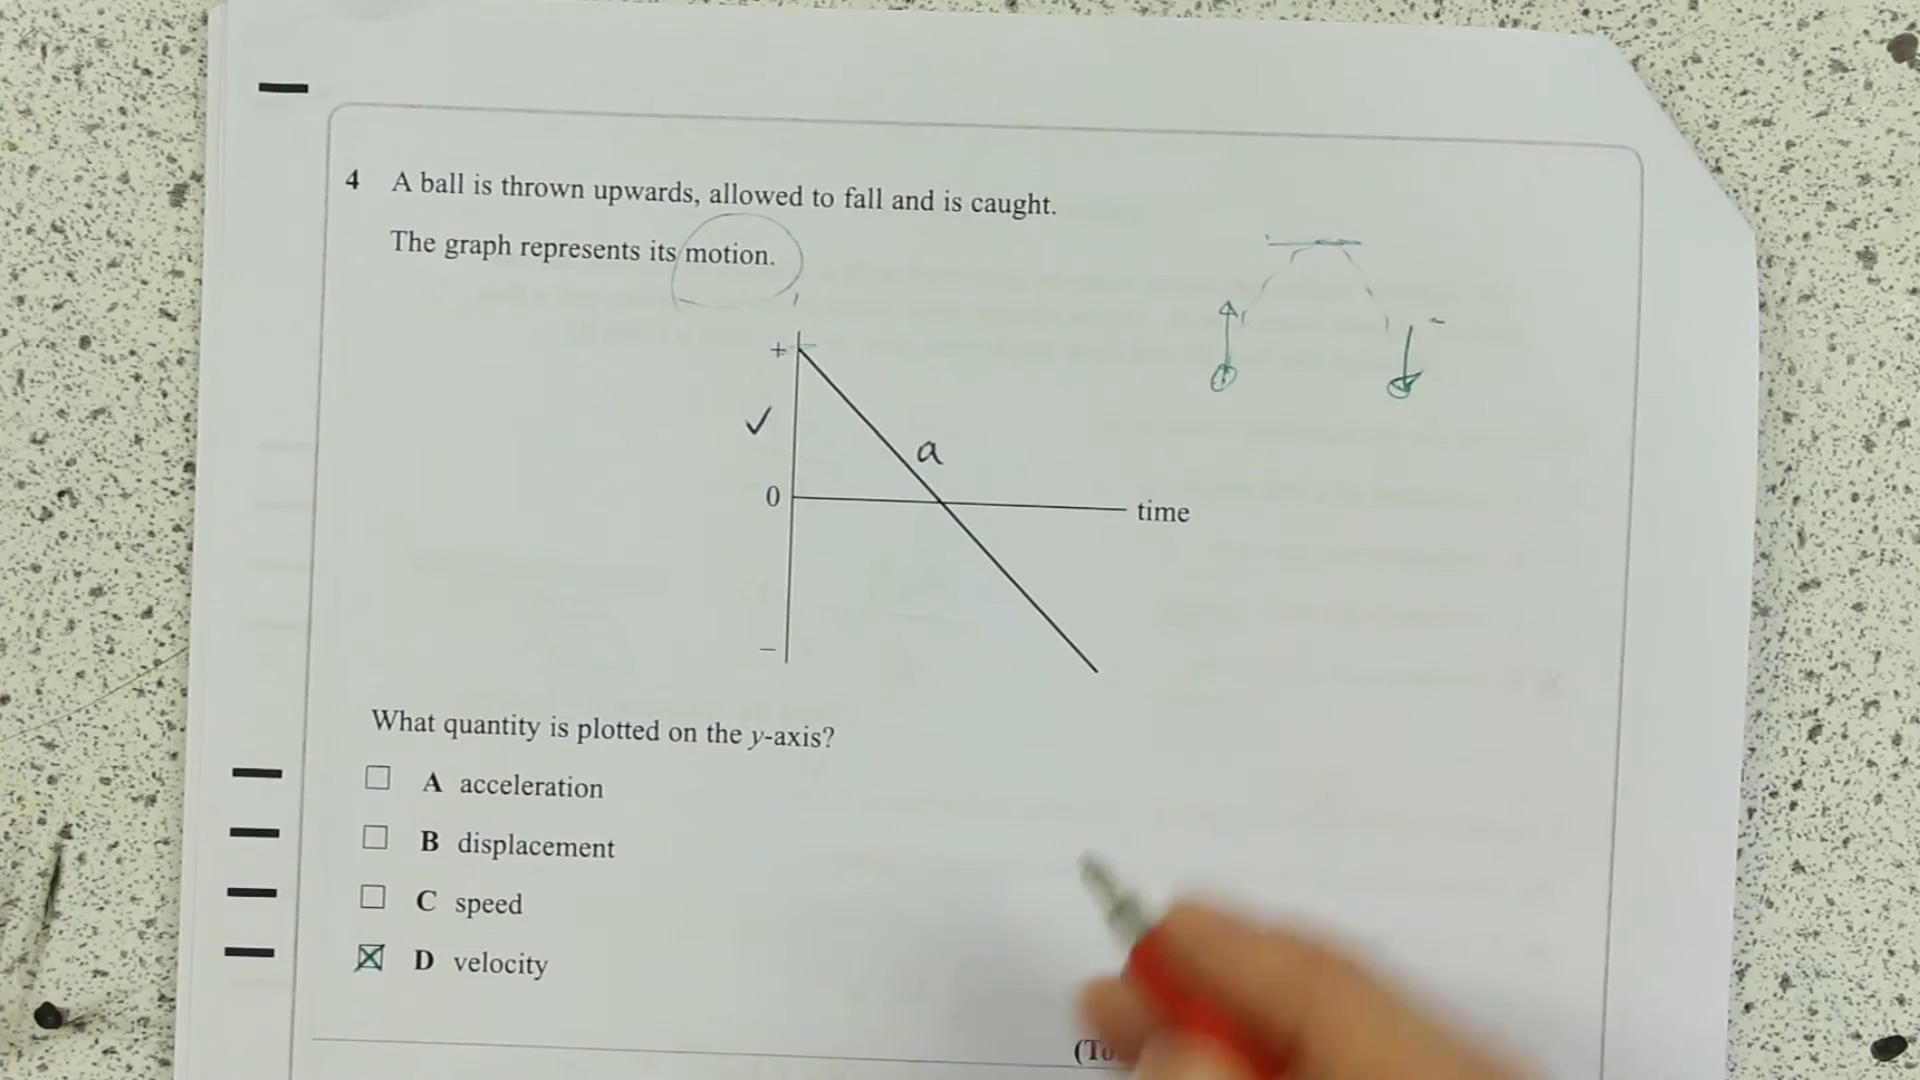 4 A ball is thrown upwards, allowed to fall and is caught.
The graph represents its motion.
+
✓
a
0
time
–
What quantity is plotted on the y-axis?
A acceleration
B displacement
C speed
D velocity